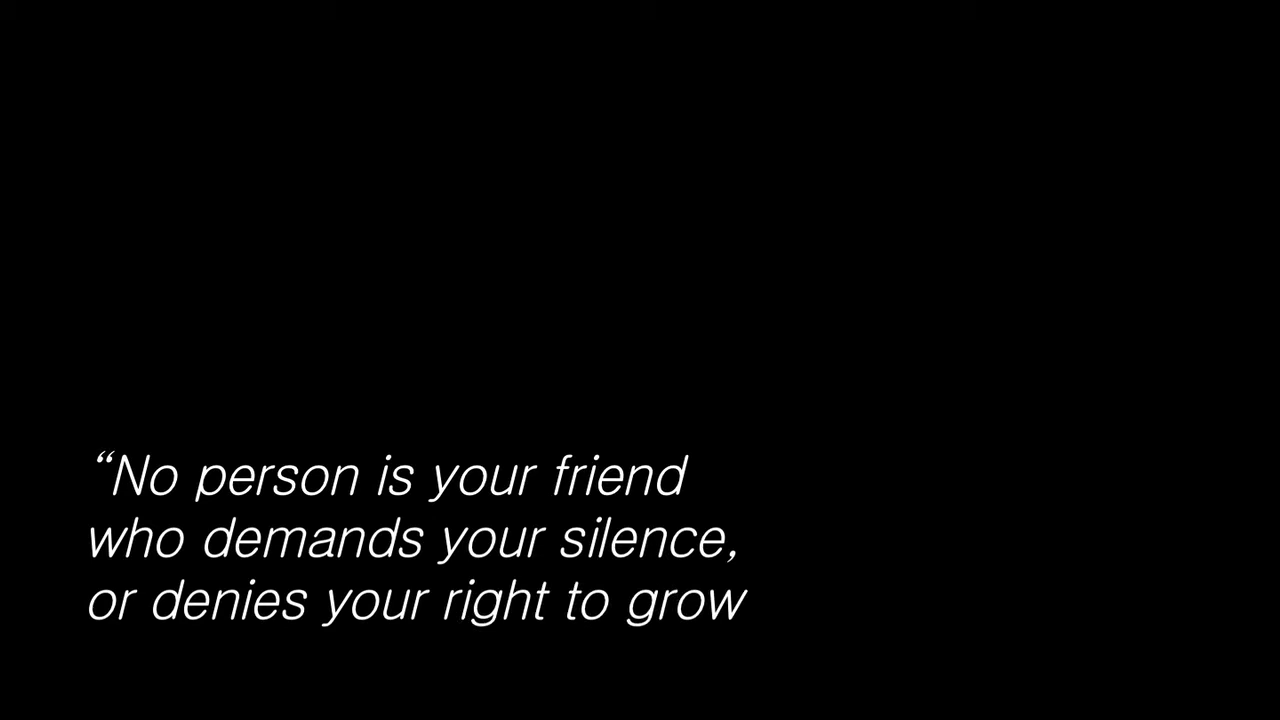 “No person is your friend
who demands your silence,
or denies your right to grow